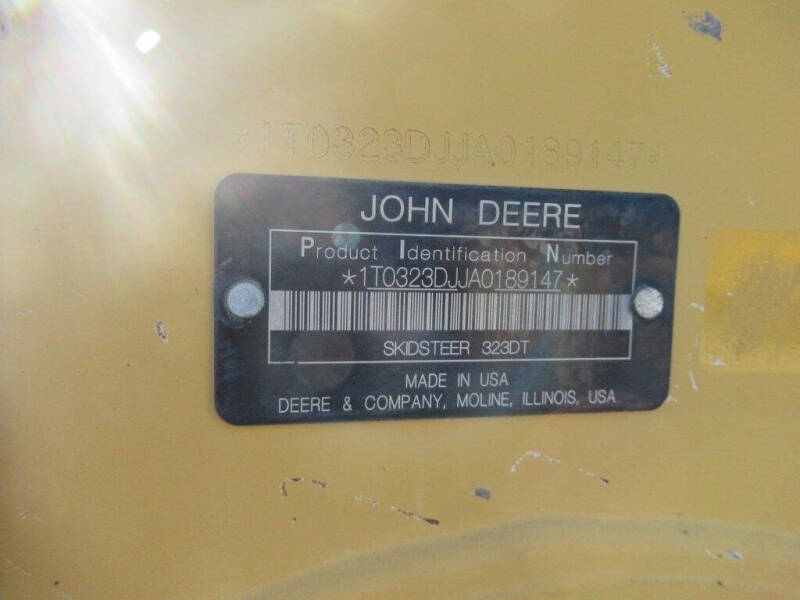 *1T0323DJJA0189147*
JOHN DEERE
Product Identification Number
*1T0323DJJA0189147*
SKIDSTEER 323DT
MADE IN USA
DEERE & COMPANY, MOLINE, ILLINOIS, USA